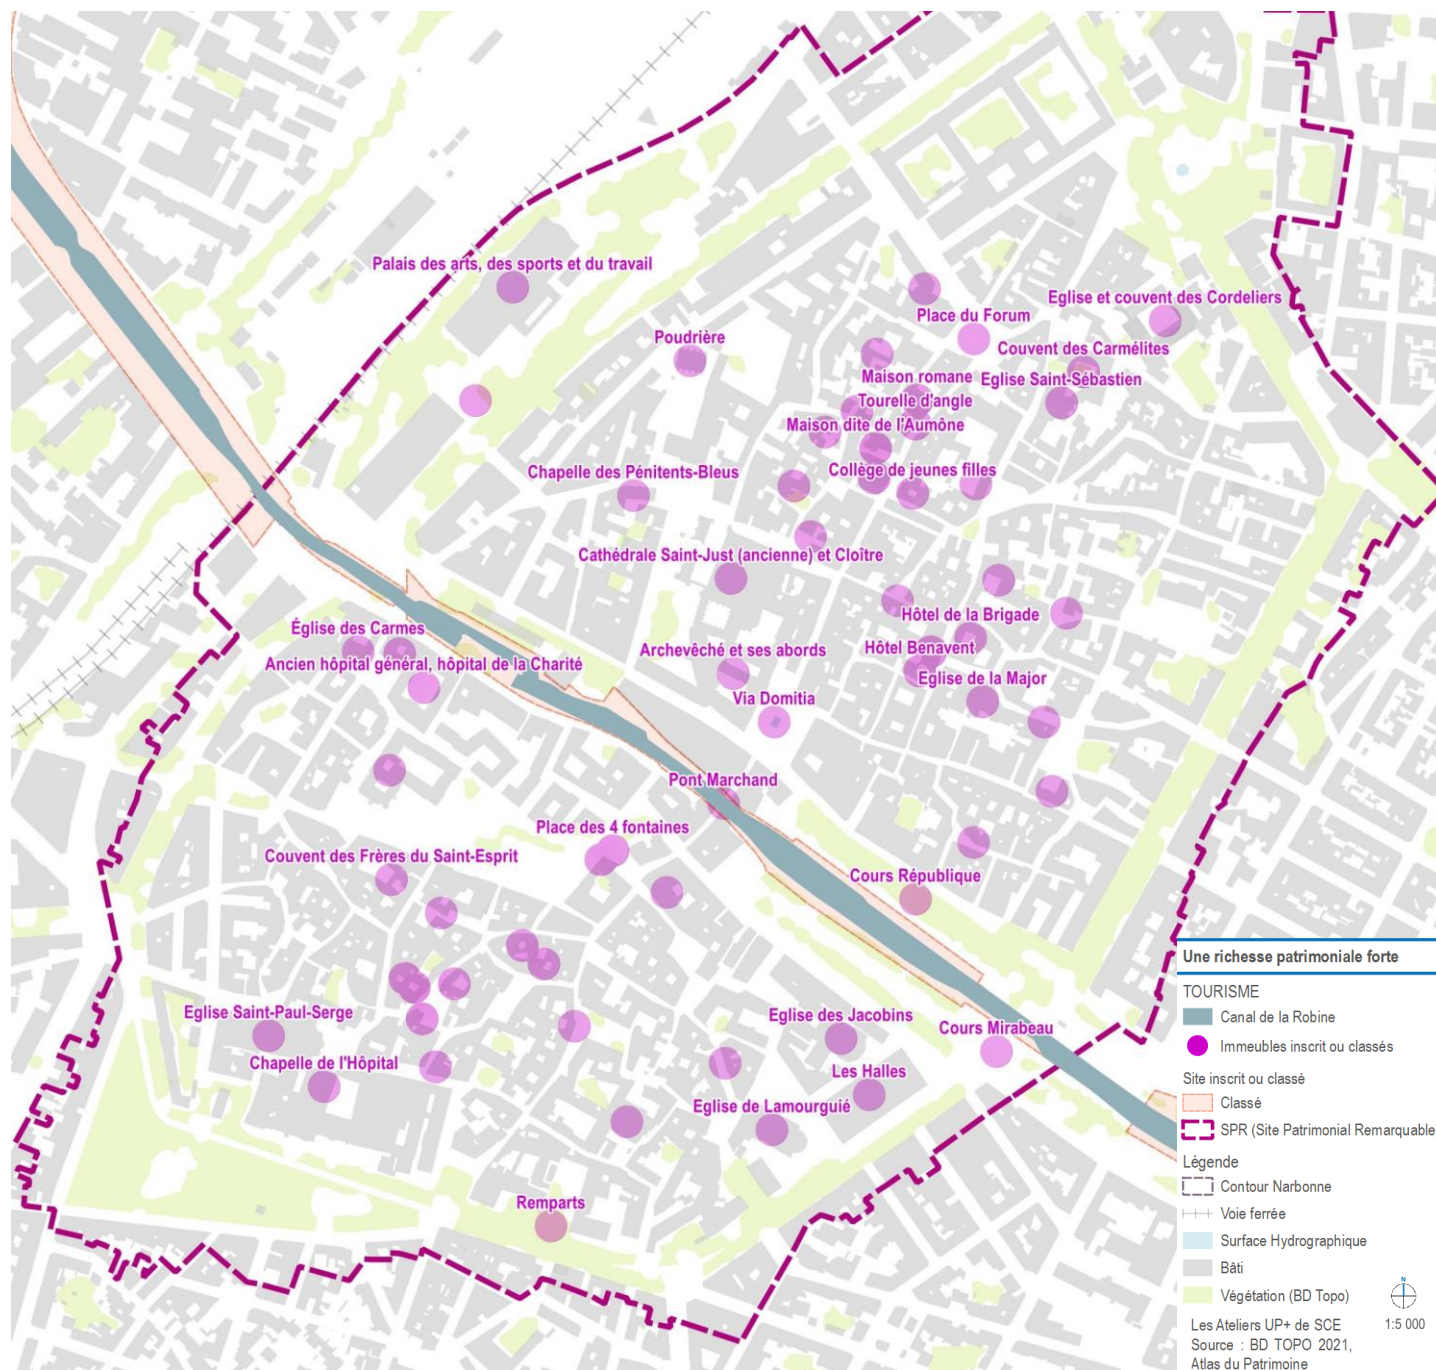 Palais des arts, des sports et du travail
Eglise et couvent des Cordeliers
Place du Forum
Poudrière
Couvent des Carmélites
Maison romane
Eglise Saint-Sébastien
Tourelle d'angle
Maison dite de l'Aumône
Chapelle des Pénitents-Bleus
Collège de jeunes filles
Cathédrale Saint-Just (ancienne) et Cloître
Hôtel de la Brigade
Église des Carmes
Archevêché et ses abords
Hôtel Benavent
Ancien hôpital général, hôpital de la Charité
Eglise de la Major
Via Domitia
Pont Marchand
Place des 4 fontaines
Couvent des Frères du Saint-Esprit
Cours République
Eglise Saint-Paul-Serge
Eglise des Jacobins
Cours Mirabeau
Chapelle de l'Hôpital
Les Halles
Eglise de Lamourguié
Remparts
Une richesse patrimoniale forte
TOURISME
Canal de la Robine
Immeubles inscrit ou classés
Site inscrit ou classé
Classé
SPR (Site Patrimonial Remarquable
Légende
Contour Narbonne
Voie ferrée
Surface Hydrographique
Bâti
Végétation (BD Topo)
N
1:5 000
Les Ateliers UP+ de SCE
Source : BD TOPO 2021,
Atlas du Patrimoine